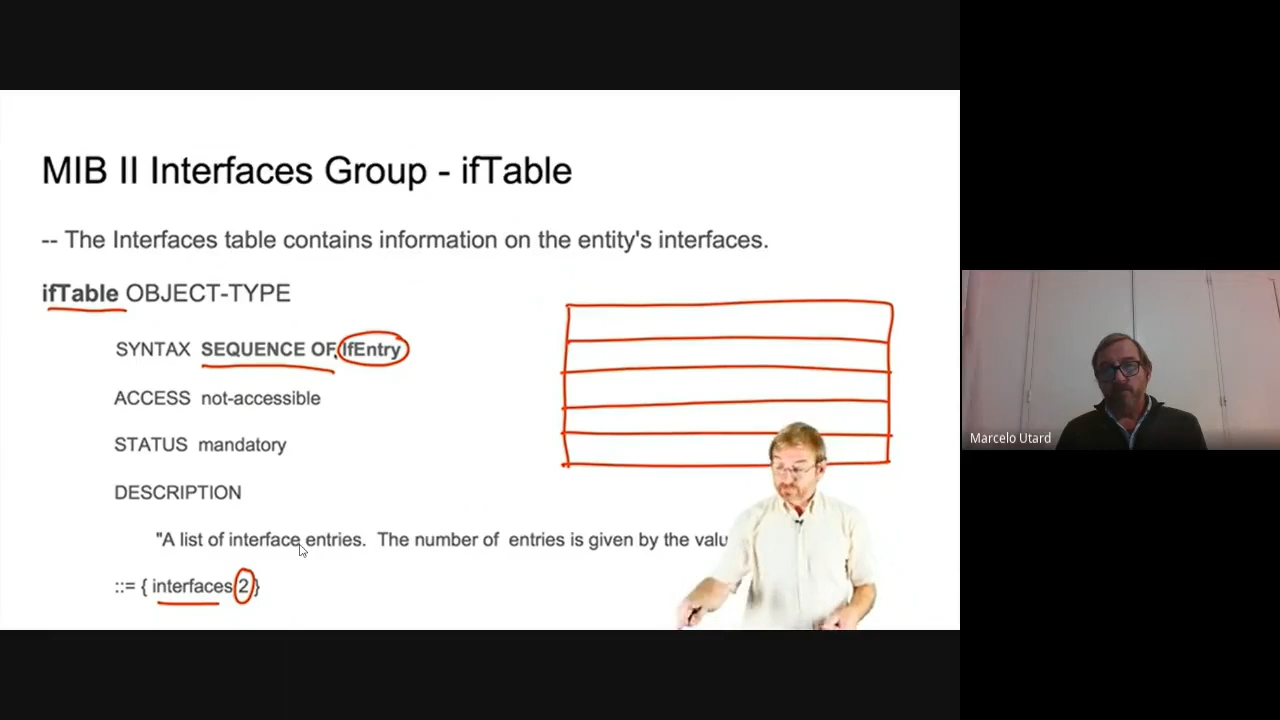 MIB II Interfaces Group - ifTable
-- The Interfaces table contains information on the entity's interfaces.
ifTable OBJECT-TYPE
SYNTAX SEQUENCE OF IfEntry
ACCESS not-accessible
STATUS mandatory
DESCRIPTION
"A list of interface entries. The number of entries is given by the valu
::= { interfaces 2 }
Marcelo Utard